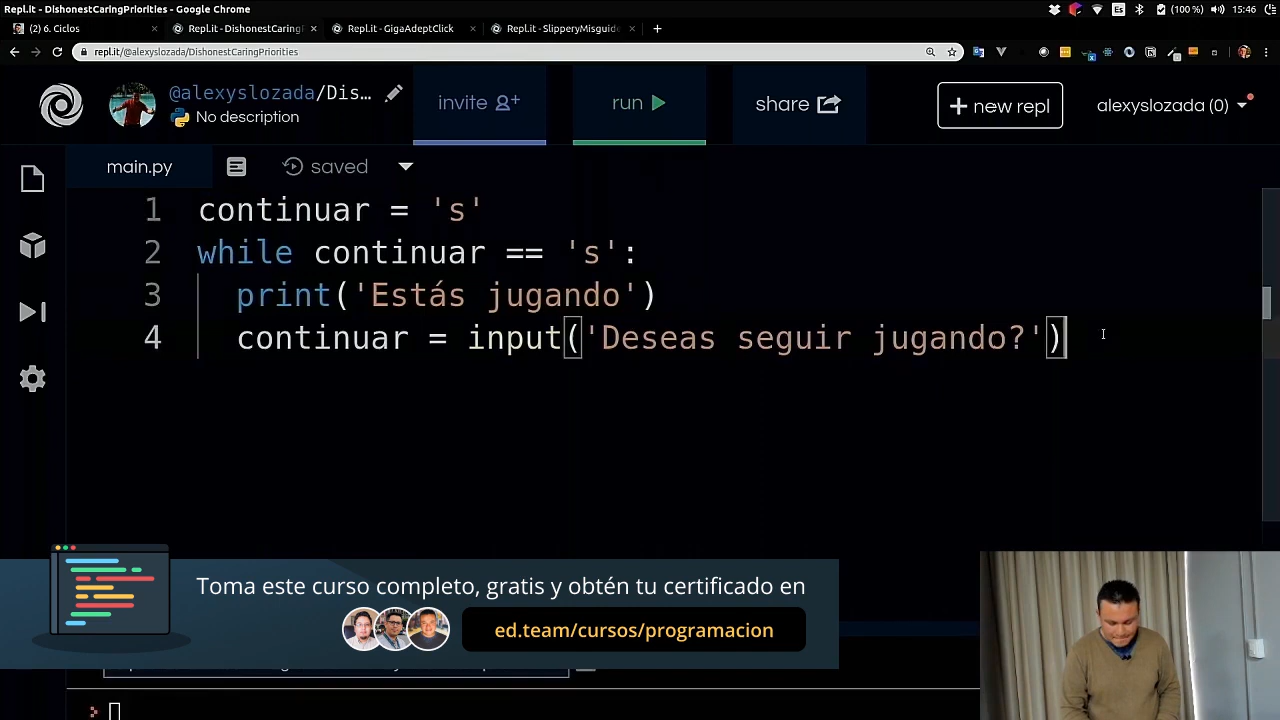 Repl.it - DishonestCaringPriorities - Google Chrome
Es
(100 %)
15:46
(2) 6. Ciclos
Repl.it - DishonestCaring
Repl.it - GigaAdeptClick
Repl.it - SlipperyMisguid
repl.it/@alexyslozada/DishonestCaringPriorities
@alexyslozada/Dis...
No description
invite
run
share
+ new repl
alexyslozada (0)
main.py
saved
1 continuar = 's'
2 while continuar == 's':
3 print('Estás jugando')
4 continuar = input('Deseas seguir jugando?')
Toma este curso completo, gratis y obtén tu certificado en
ed.team/cursos/programacion